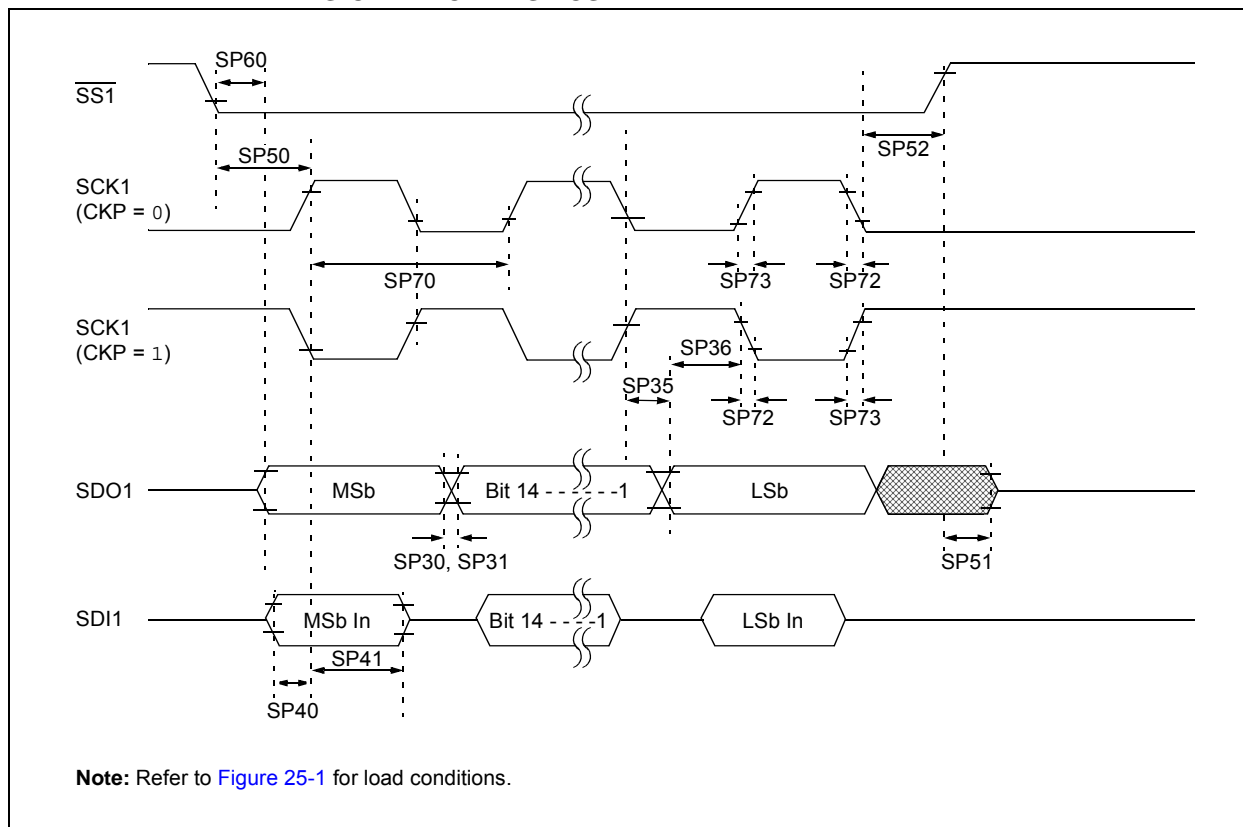 SP60
SS1
SP50
SP52
SCK1
(CKP = 0)
SP70
SP73
SP72
SCK1
(CKP = 1)
SP36
SP35
SP72
SP73
SDO1
MSb
Bit 14 - - - - - -1
LSb
SP30, SP31
SP51
SDI1
MSb In
Bit 14 - - - -1
LSb In
SP41
SP40
Note: Refer to Figure 25-1 for load conditions.